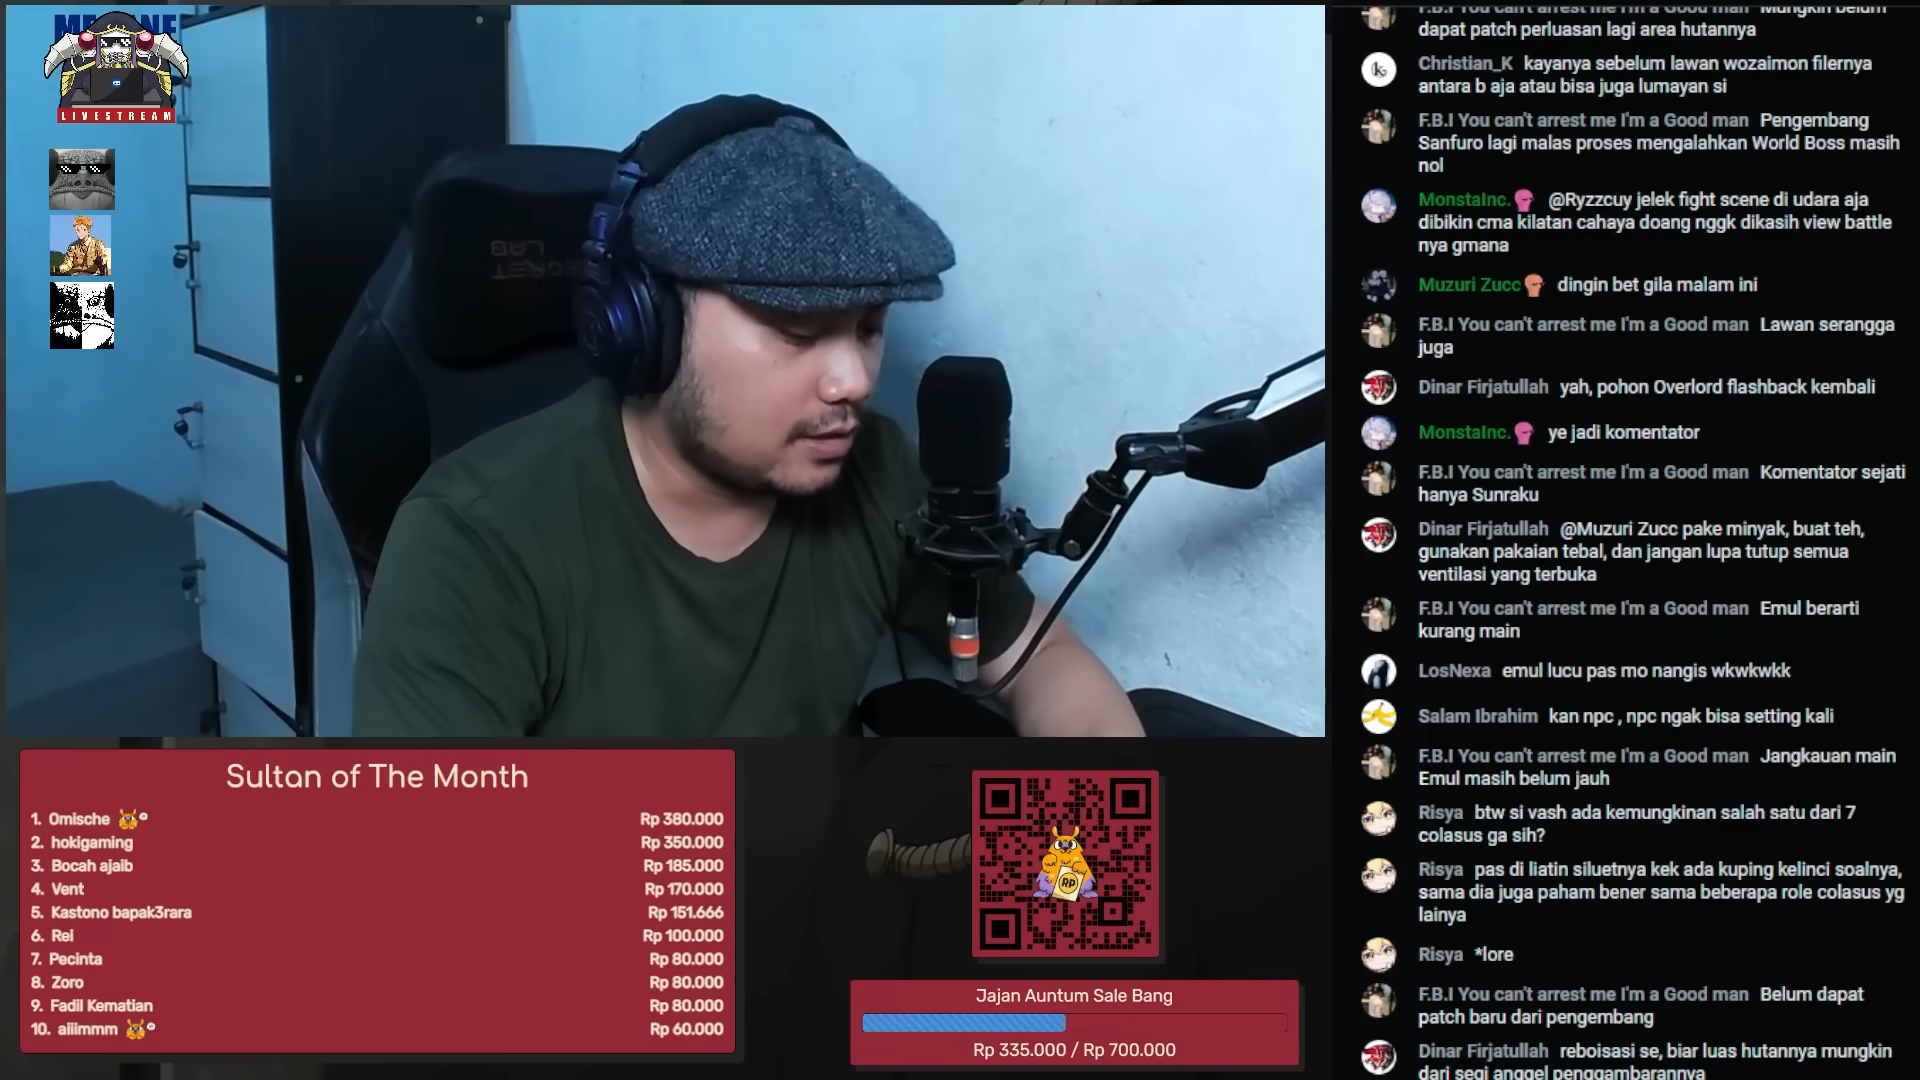 LIVESTREAM
F.B.I You can't arrest me I'm a Good man Mungkin belum
dapat patch perluasan lagi area hutannya
Christian_K kayanya sebelum lawan wozaimon filernya
antara b aja atau bisa juga lumayan si
F.B.I You can't arrest me I'm a Good man Pengembang
Sanfuro lagi malas proses mengalahkan World Boss masih
nol
MonstaInc. @Ryzzcuy jelek fight scene di udara aja
dibikin cma kilatan cahaya doang nggk dikasih view battle
nya gmana
Muzuri Zucc dingin bet gila malam ini
F.B.I You can't arrest me I'm a Good man Lawan serangga
juga
Dinar Firjatullah yah, pohon Overlord flashback kembali
MonstaInc. ye jadi komentator
F.B.I You can't arrest me I'm a Good man Komentator sejati
hanya Sunraku
Dinar Firjatullah @Muzuri Zucc pake minyak, buat teh,
gunakan pakaian tebal, dan jangan lupa tutup semua
ventilasi yang terbuka
F.B.I You can't arrest me I'm a Good man Emul berarti
kurang main
LosNexa emul lucu pas mo nangis wkwkwkk
Salam Ibrahim kan npc , npc ngak bisa setting kali
F.B.I You can't arrest me I'm a Good man Jangkauan main
Emul masih belum jauh
Risya btw si vash ada kemungkinan salah satu dari 7
colasus ga sih?
Risya pas di liatin siluetnya kek ada kuping kelinci soalnya,
sama dia juga paham bener sama beberapa role colasus yg
lainya
Risya *lore
F.B.I You can't arrest me I'm a Good man Belum dapat
patch baru dari pengembang
Dinar Firjatullah reboisasi se, biar luas hutannya mungkin
dari segi anggel penggambarannya
Sultan of The Month
1. Omische Rp 380.000
2. hokigaming Rp 350.000
3. Bocah ajaib Rp 185.000
4. Vent Rp 170.000
5. Kastono bapak3rara Rp 151.666
6. Rei Rp 100.000
7. Pecinta Rp 80.000
8. Zoro Rp 80.000
9. Fadil Kematian Rp 80.000
10. aiiimmm Rp 60.000
RP
Jajan Auntum Sale Bang
Rp 335.000 / Rp 700.000